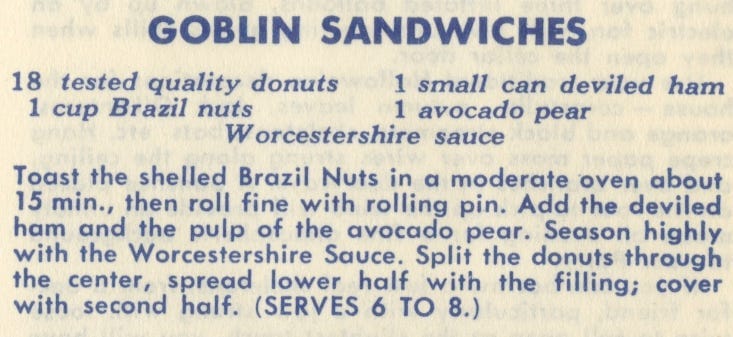 GOBLIN SANDWICHES
18 tested quality donuts 1 small can deviled ham
1 cup Brazil nuts 1 avocado pear
Worcestershire sauce
Toast the shelled Brazil Nuts in a moderate oven about
15 min., then roll fine with rolling pin. Add the deviled
ham and the pulp of the avocado pear. Season highly
with the Worcestershire Sauce. Split the donuts through
the center, spread lower half with the filling; cover
with second half. (SERVES 6 TO 8.)